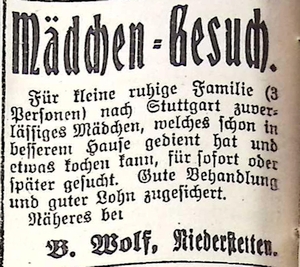 Mädchen-Gesuch.
Für kleine ruhige Familie (3
Personen) nach Stuttgart zuver-
lässiges Mädchen, welches schon in
besserem Hause gedient hat und
etwas kochen kann, für sofort oder
später gesucht. Gute Behandlung
und guter Lohn zugesichert.
Näheres bei
B. Wolf, Niederstetten.